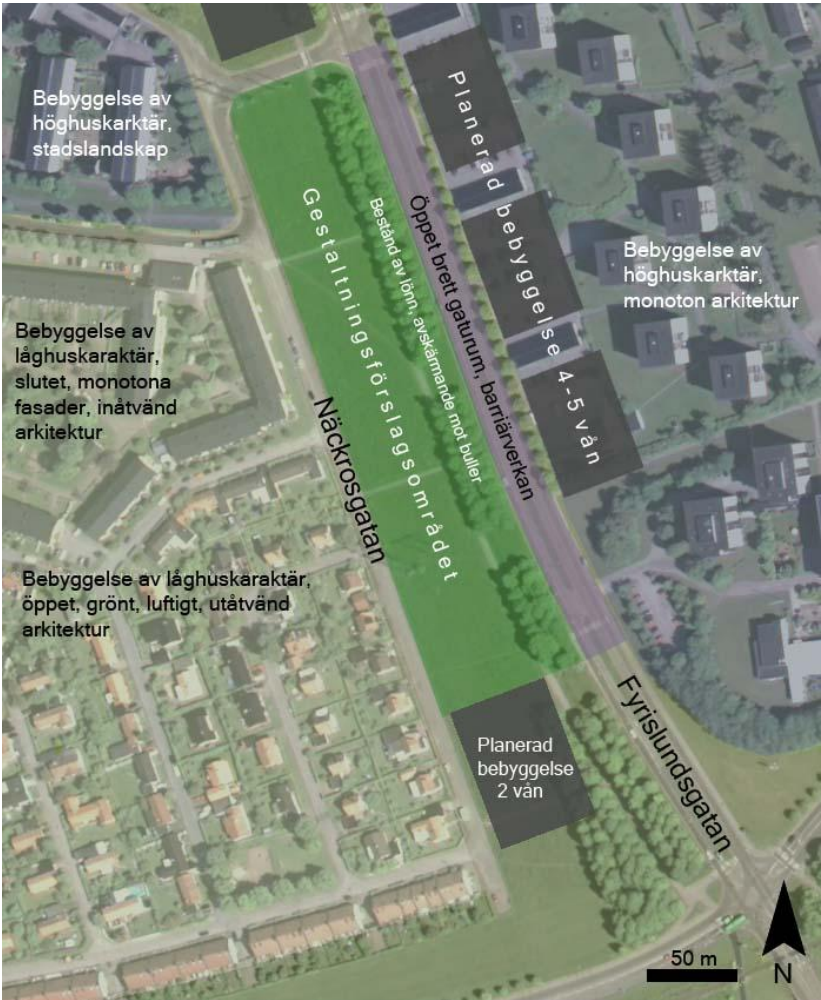 Bebyggelse av
höghuskarktär,
stadslandskap
Planerad bebyggelse 4-5 vån
Öppet brett gaturum, barriärverkan
Bestånd av lönn, avskärmande mot buller
Gestaltningsförslagsområdet
Bebyggelse av
höghuskarktär,
monoton arkitektur
Bebyggelse av
låghuskaraktär,
slutet, monotona
fasader, inåtvänd
arkitektur
Näckrosgatan
Bebyggelse av låghuskaraktär,
öppet, grönt, luftigt, utåtvänd
arkitektur
Planerad
bebyggelse
2 vån
Fyrislundsgatan
50 m
N